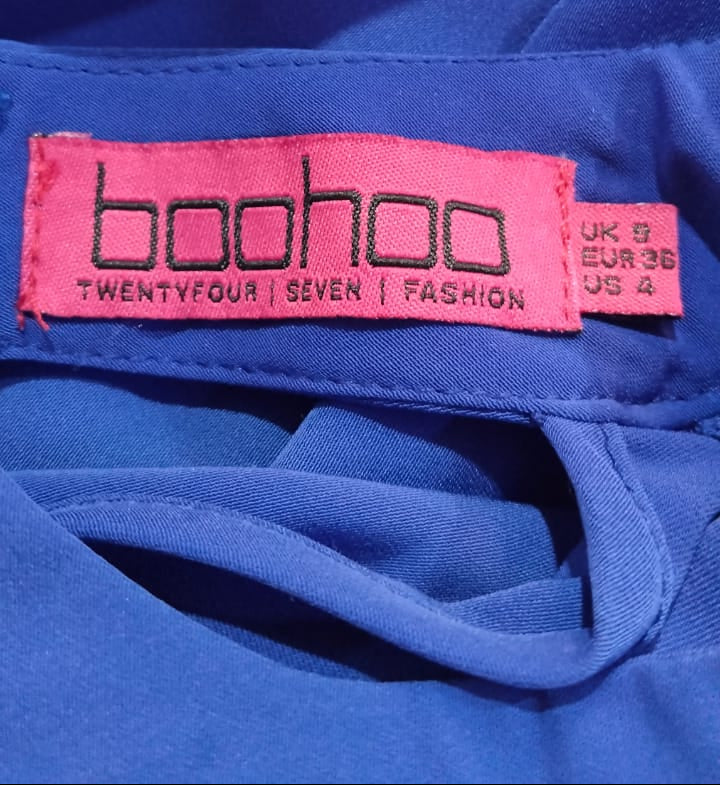 boohoo
TWENTYFOUR | SEVEN | FASHION
UK 8
EUR 36
US 4